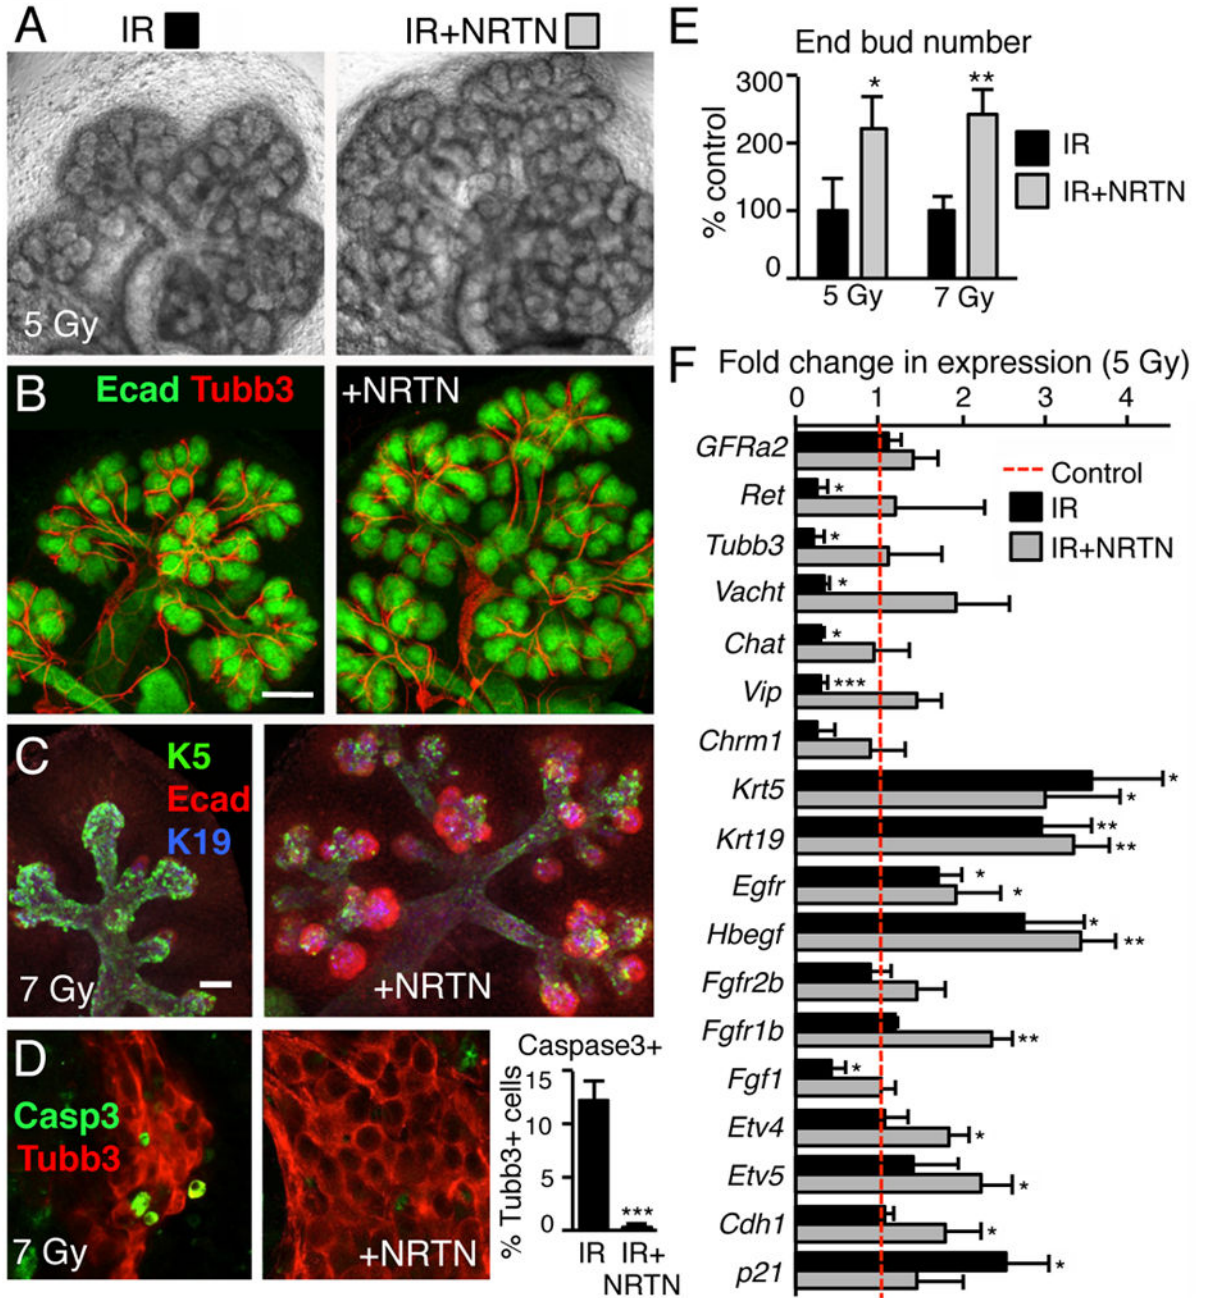 A IR IR+NRTN
5 Gy
B Ecad Tubb3 +NRTN
C K5
Ecad
K19
7 Gy +NRTN
D Casp3
Tubb3
7 Gy +NRTN
Caspase3+
% Tubb3+ cells
15
10
5
0
***
IR IR+
NRTN
E End bud number
% control
300
200
100
0
* **
5 Gy 7 Gy
IR
IR+NRTN
F Fold change in expression (5 Gy)
0 1 2 3 4
Control
IR
IR+NRTN
GFRa2
Ret *
Tubb3 *
Vacht *
Chat *
Vip ***
Chrm1
Krt5 *
*
Krt19 **
**
Egfr *
*
Hbegf *
**
Fgfr2b
Fgfr1b **
Fgf1 *
Etv4 *
Etv5 *
Cdh1 *
p21 *